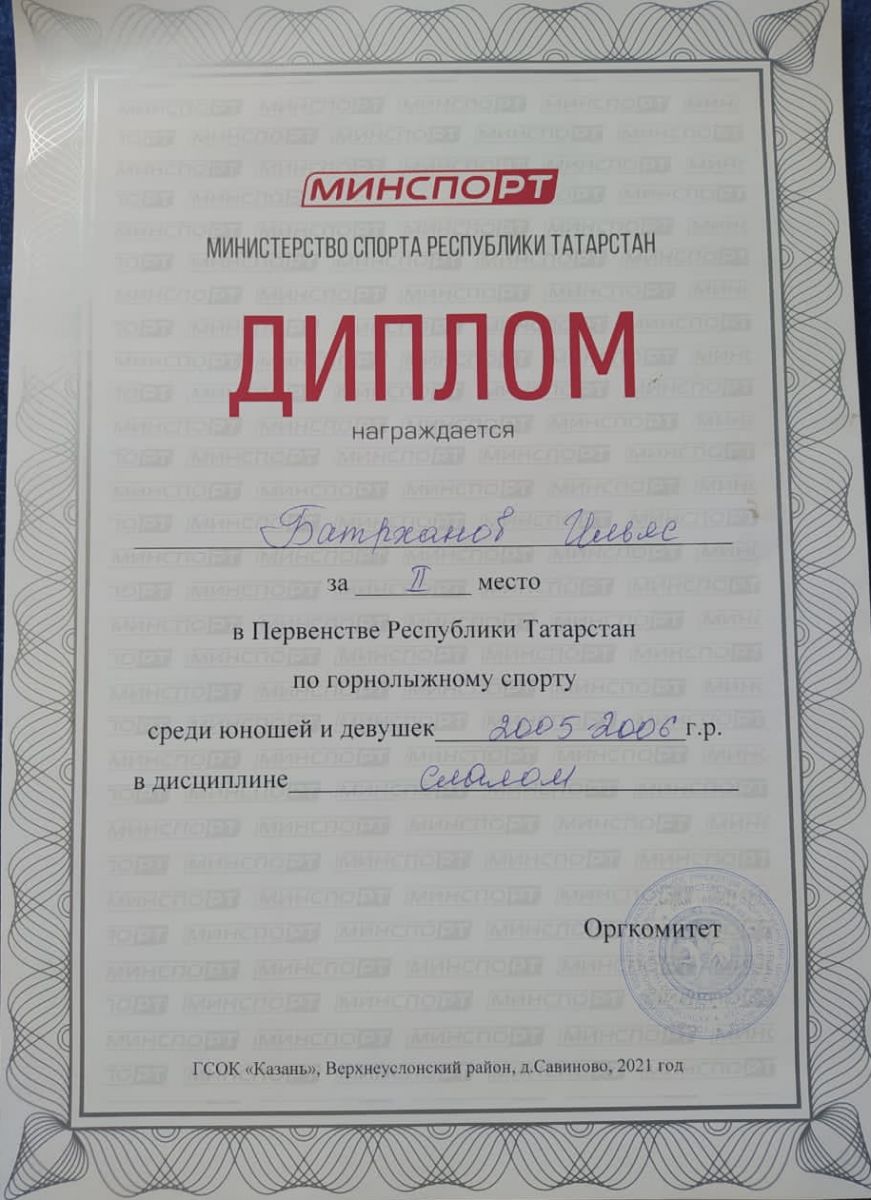 МИНСПОРТ
МИНИСТЕРСТВО СПОРТА РЕСПУБЛИКИ ТАТАРСТАН
ДИПЛОМ
награждается
Батрханов Ильяс
за II место
в Первенстве Республики Татарстан
по горнолыжному спорту
среди юношей и девушек 2005-2006 г.р.
в дисциплине слалом
Оргкомитет
ГСОК «Казань», Верхнеуслонский район, д.Савиново, 2021 год